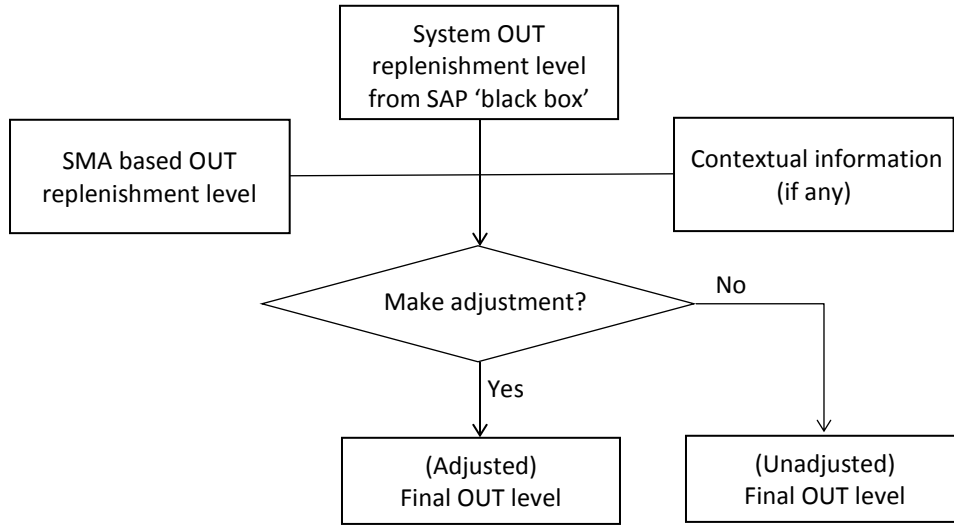 System OUT
replenishment level
from SAP ‘black box’
SMA based OUT
replenishment level
Contextual information
(if any)
Make adjustment?
No
Yes
(Adjusted)
Final OUT level
(Unadjusted)
Final OUT level